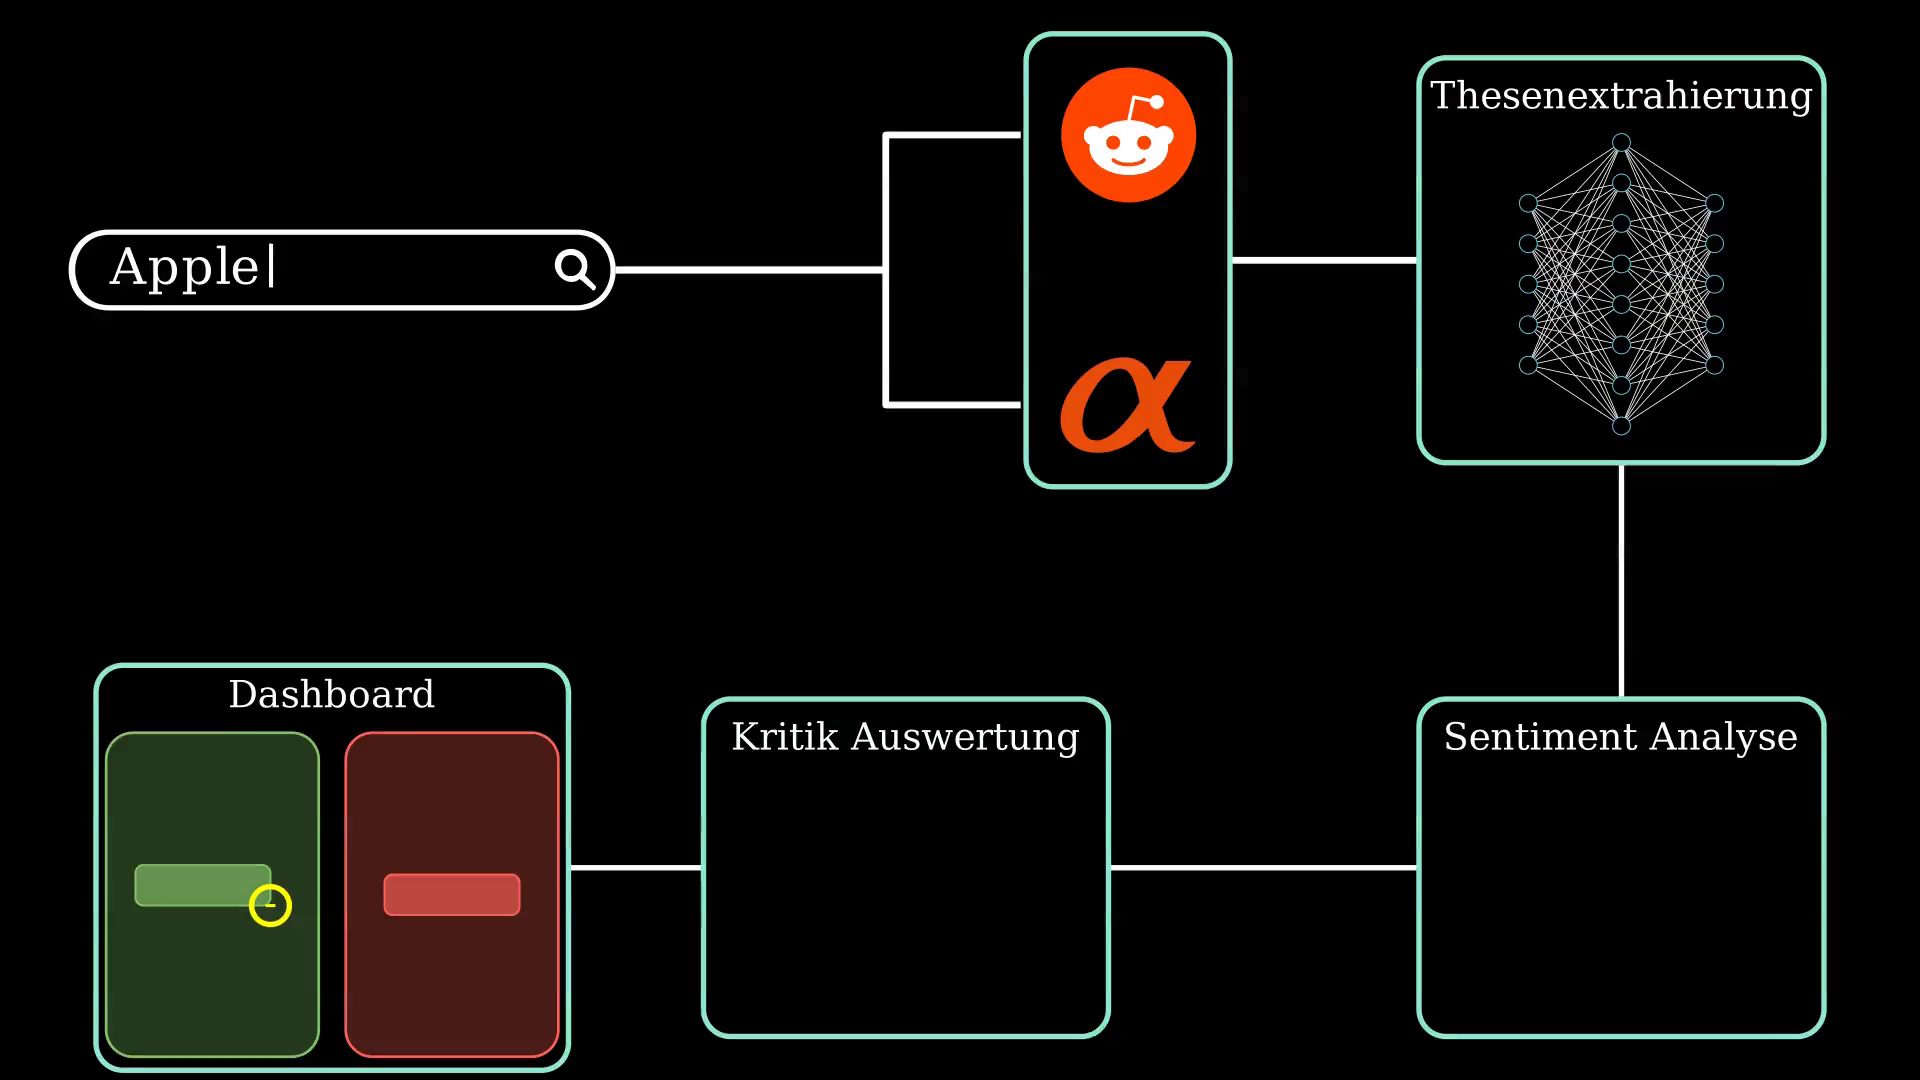 Apple
α
Thesenextrahierung
Dashboard
Kritik Auswertung
Sentiment Analyse
-